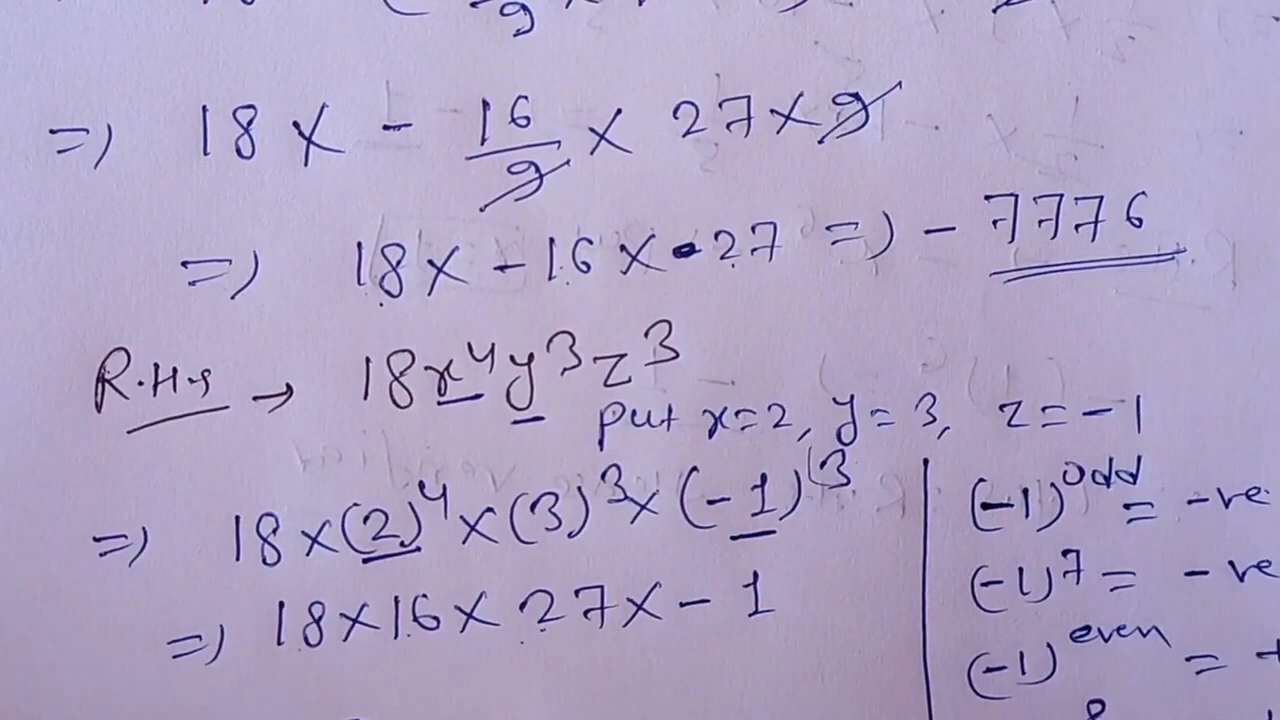 =) 18 x - 16/9 x 27 x 9
=) 18 x - 16 x 27 =) - 7776
R.H.S → 18x⁴y³z³
put x=2, y=3, z=-1
=) 18 x (2)⁴ x (3)³ x (-1)³
=) 18 x 16 x 27 x - 1
(-1)ᵒᵈᵈ = -ve
(-1)⁷ = -ve
(-1)ᵉᵛᵉⁿ = +